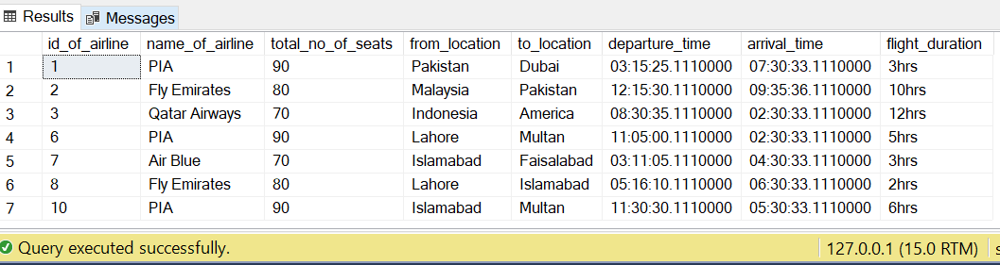 Results Messages
id_of_airline name_of_airline total_no_of_seats from_location to_location departure_time arrival_time flight_duration
1 1 PIA 90 Pakistan Dubai 03:15:25.1110000 07:30:33.1110000 3hrs
2 2 Fly Emirates 80 Malaysia Pakistan 12:15:30.1110000 09:35:36.1110000 10hrs
3 3 Qatar Airways 70 Indonesia America 08:30:35.1110000 02:30:33.1110000 12hrs
4 6 PIA 90 Lahore Multan 11:05:00.1110000 02:30:33.1110000 5hrs
5 7 Air Blue 70 Islamabad Faisalabad 03:11:05.1110000 04:30:33.1110000 3hrs
6 8 Fly Emirates 80 Lahore Islamabad 05:16:10.1110000 06:30:33.1110000 2hrs
7 10 PIA 90 Islamabad Multan 11:30:30.1110000 05:30:33.1110000 6hrs
Query executed successfully. 127.0.0.1 (15.0 RTM)